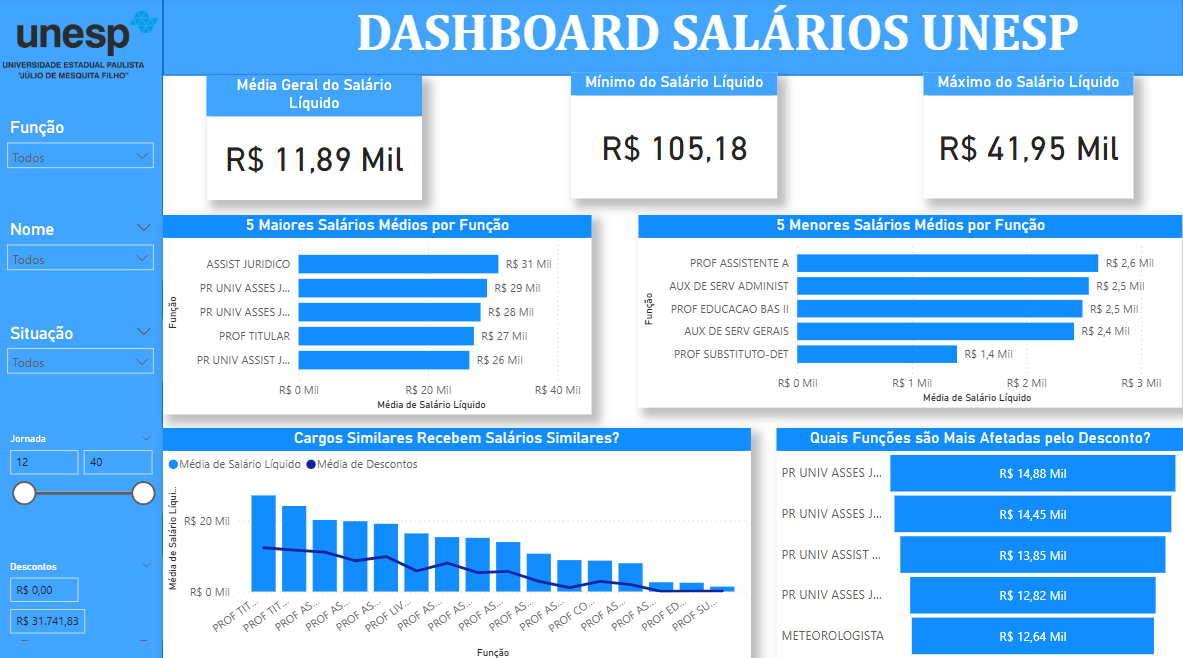 unesp
UNIVERSIDADE ESTADUAL PAULISTA
"JÚLIO DE MESQUITA FILHO"
DASHBOARD SALÁRIOS UNESP
Função
Todos
Nome
Todos
Situação
Todos
Jornada
12
40
Descontos
R$ 0,00
R$ 31.741,83
Média Geral do Salário
Líquido
R$ 11,89 Mil
Mínimo do Salário Líquido
R$ 105,18
Máximo do Salário Líquido
R$ 41,95 Mil
5 Maiores Salários Médios por Função
Função
ASSIST JURIDICO R$ 31 Mil
PR UNIV ASSES J... R$ 29 Mil
PR UNIV ASSES J... R$ 28 Mil
PROF TITULAR R$ 27 Mil
PR UNIV ASSIST J... R$ 26 Mil
R$ 0 Mil R$ 20 Mil R$ 40 Mil
Média de Salário Líquido
5 Menores Salários Médios por Função
Função
PROF ASSISTENTE A R$ 2,6 Mil
AUX DE SERV ADMINIST R$ 2,5 Mil
PROF EDUCACAO BAS II R$ 2,5 Mil
AUX DE SERV GERAIS R$ 2,4 Mil
PROF SUBSTITUTO-DET R$ 1,4 Mil
R$ 0 Mil R$ 1 Mil R$ 2 Mil R$ 3 Mil
Média de Salário Líquido
Cargos Similares Recebem Salários Similares?
Média de Salário Líquido Média de Descontos
Média de Salário Líqui...
R$ 20 Mil
R$ 0 Mil
PROF TIT...
PROF TIT...
PROF AS...
PROF AS...
PROF AS...
PROF LIV...
PROF AS...
PROF AS...
PROF AS...
PROF AS...
PROF AS...
PROF CO...
PROF AS...
PROF AS...
PROF ED...
PROF SU...
Função
Quais Funções são Mais Afetadas pelo Desconto?
PR UNIV ASSES J... R$ 14,88 Mil
PR UNIV ASSES J... R$ 14,45 Mil
PR UNIV ASSIST ... R$ 13,85 Mil
PR UNIV ASSES J... R$ 12,82 Mil
METEOROLOGISTA R$ 12,64 Mil